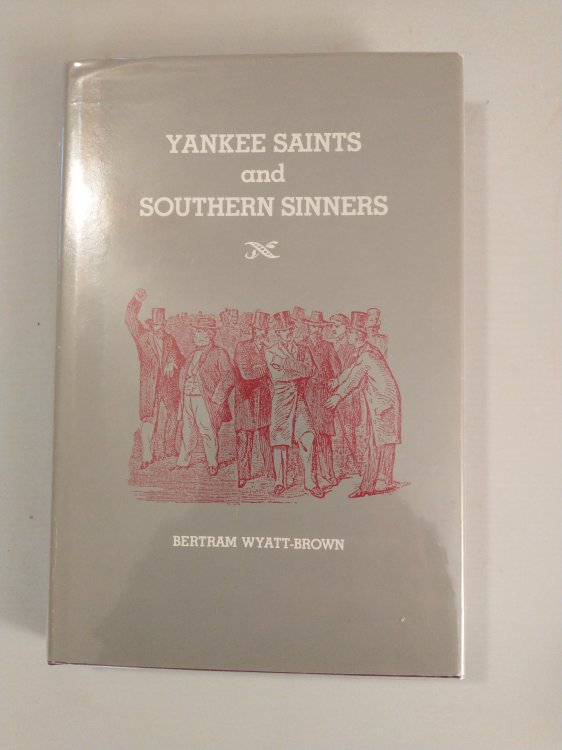 YANKEE SAINTS
and
SOUTHERN SINNERS
BERTRAM WYATT-BROWN